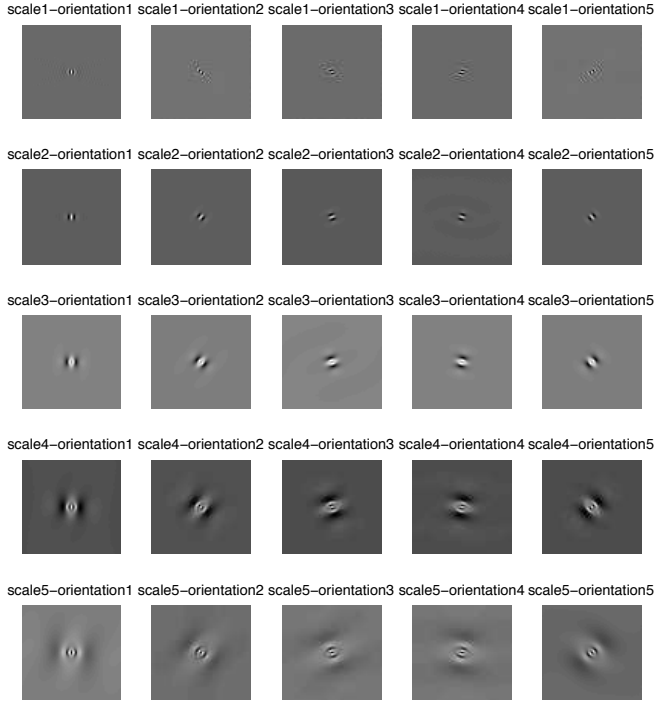 scale1−orientation1 scale1−orientation2 scale1−orientation3 scale1−orientation4 scale1−orientation5
scale2−orientation1 scale2−orientation2 scale2−orientation3 scale2−orientation4 scale2−orientation5
scale3−orientation1 scale3−orientation2 scale3−orientation3 scale3−orientation4 scale3−orientation5
scale4−orientation1 scale4−orientation2 scale4−orientation3 scale4−orientation4 scale4−orientation5
scale5−orientation1 scale5−orientation2 scale5−orientation3 scale5−orientation4 scale5−orientation5